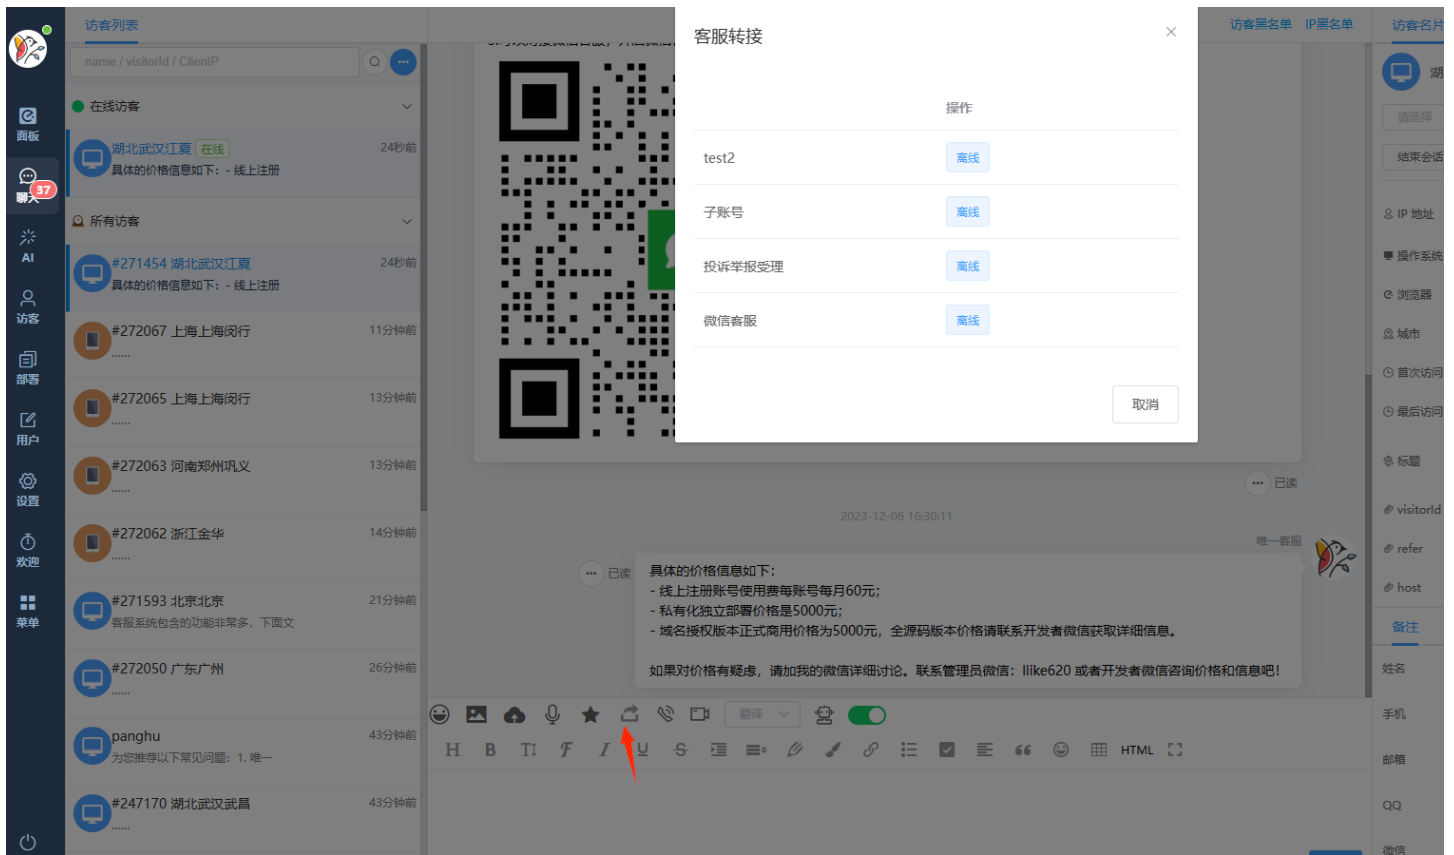 访客列表
name / visitorId / ClienIP
面板
聊天
37
AI
访客
部署
用户
设置
欢迎
菜单
在线访客
湖北武汉江夏
在线
24秒前
具体的价格信息如下：- 线上注册
所有访客
#271454 湖北武汉江夏
24秒前
具体的价格信息如下：- 线上注册
#272067 上海上海闵行
11分钟前
......
#272065 上海上海闵行
13分钟前
......
#272063 河南郑州巩义
13分钟前
......
#272062 浙江金华
14分钟前
......
#271593 北京北京
21分钟前
客服系统包含的功能非常多，下面文
#272050 广东广州
26分钟前
......
panghu
43分钟前
为您推荐以下常见问题：1. 唯一
#247170 湖北武汉武昌
43分钟前
......
客服转接
操作
test2
离线
子账号
离线
投诉举报受理
离线
微信客服
离线
取消
已读
2023-12-06 16:30:11
唯一客服
已读
具体的价格信息如下：
- 线上注册账号使用费每账号每月60元；
- 私有化独立部署价格是5000元；
- 域名授权版本正式商用价格为5000元，全源码版本价格请联系开发者微信获取详细信息。
如果对价格有疑虑，请加我的微信详细讨论。联系管理员微信：llike620 或者开发者微信咨询价格和信息吧！
翻译
HTML
访客黑名单
IP黑名单
访客名片
湖
请选择
结束会话
IP 地址
操作系统
浏览器
城市
首次访问
最后访问
标题
visitorId
refer
host
备注
姓名
手机
邮箱
QQ
微信